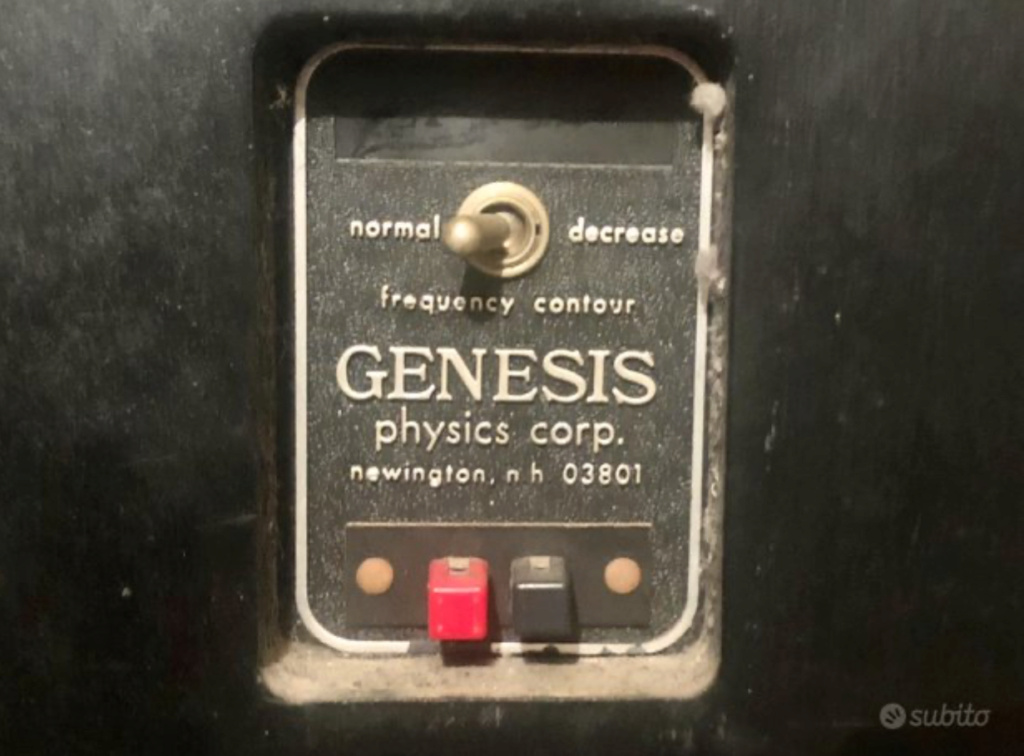 normal decrease
frequency contour
GENESIS
physics corp.
newington, n h 03801
subito